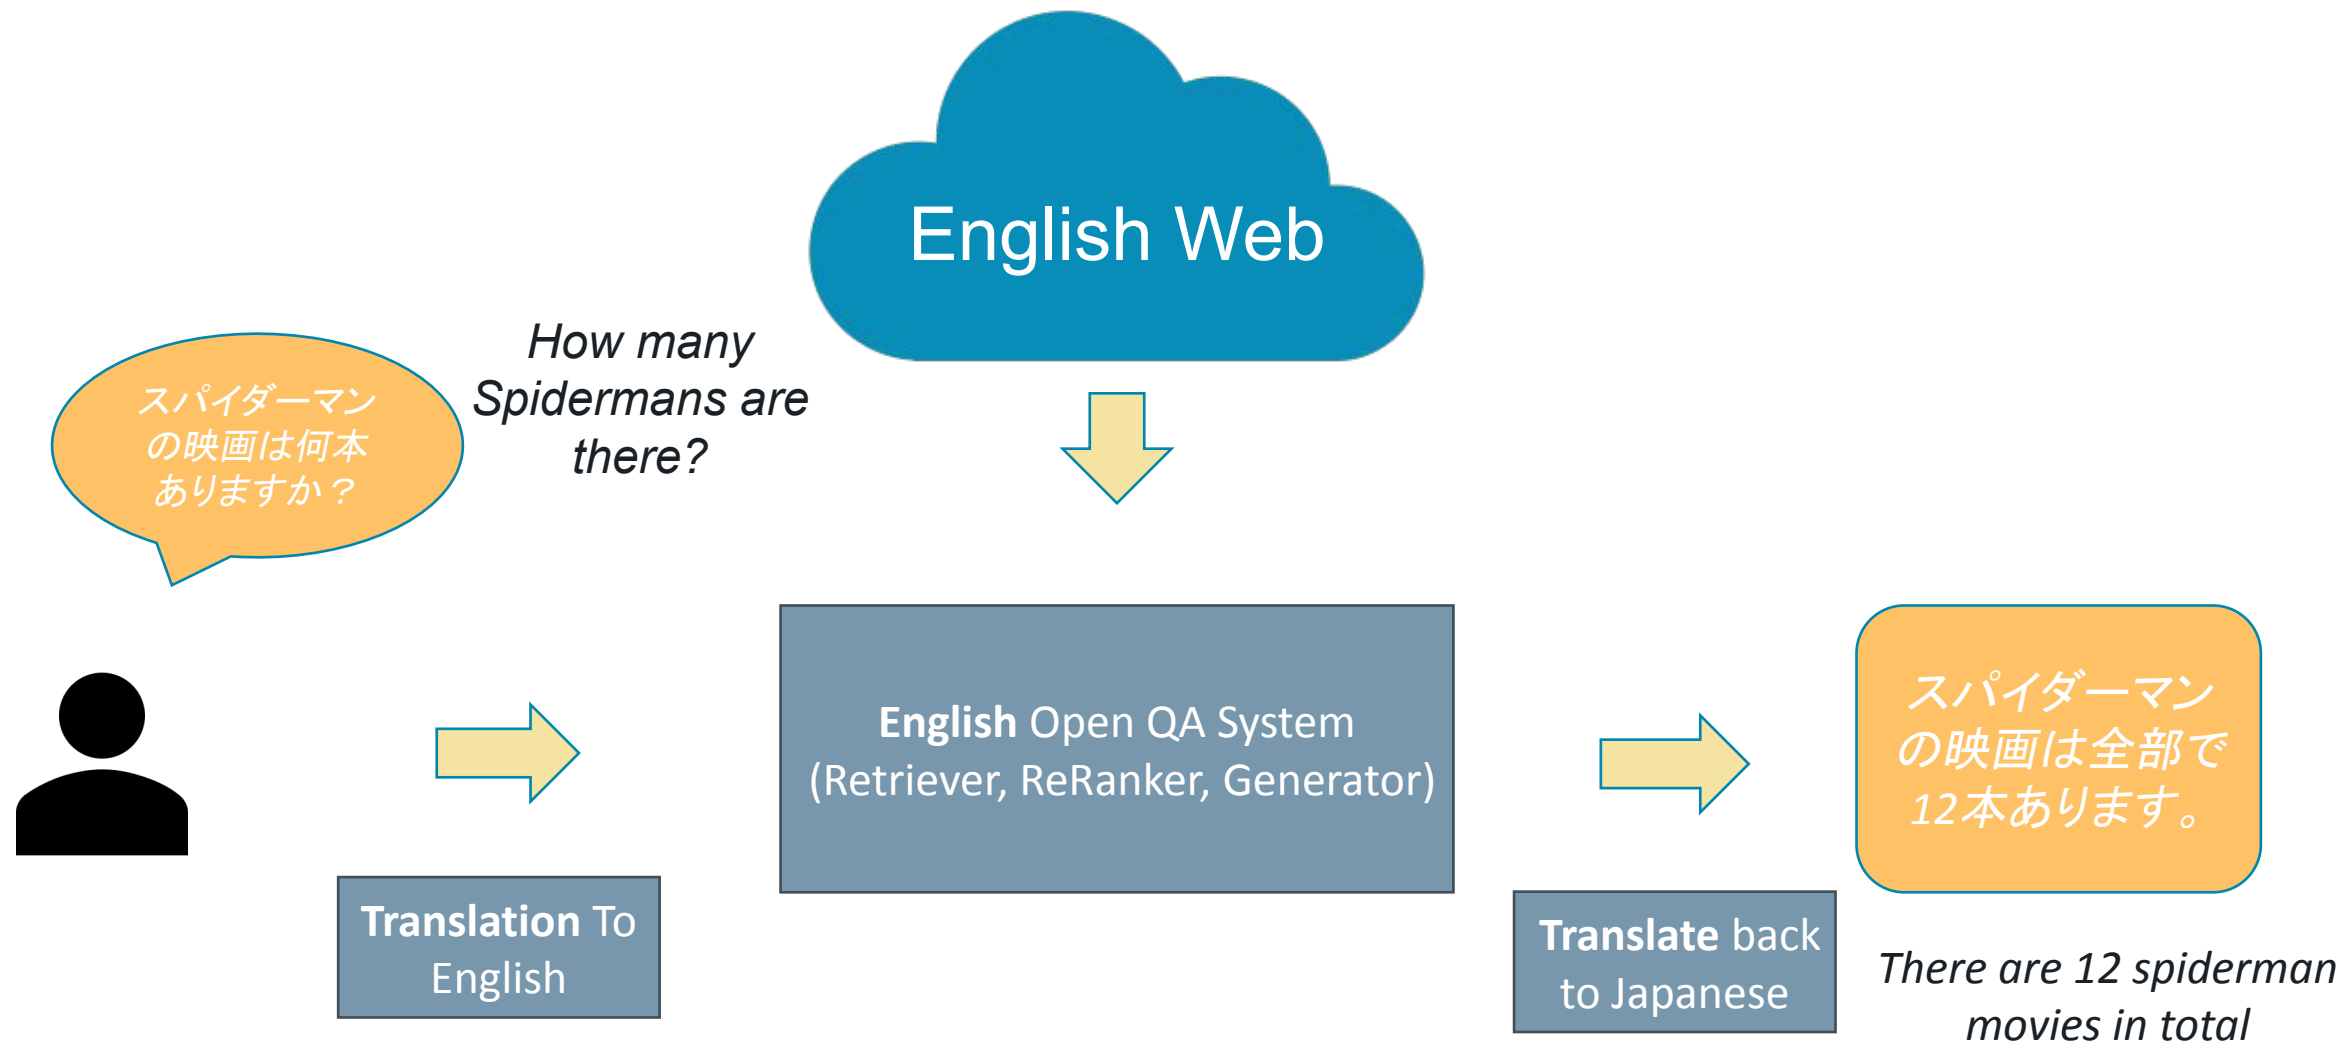 English Web
How many
Spidermans are
there?
スパイダーマン
の映画は何本
ありますか？
English Open QA System
(Retriever, ReRanker, Generator)
スパイダーマン
の映画は全部で
12本あります。
Translation To
English
Translate back
to Japanese
There are 12 spiderman
movies in total